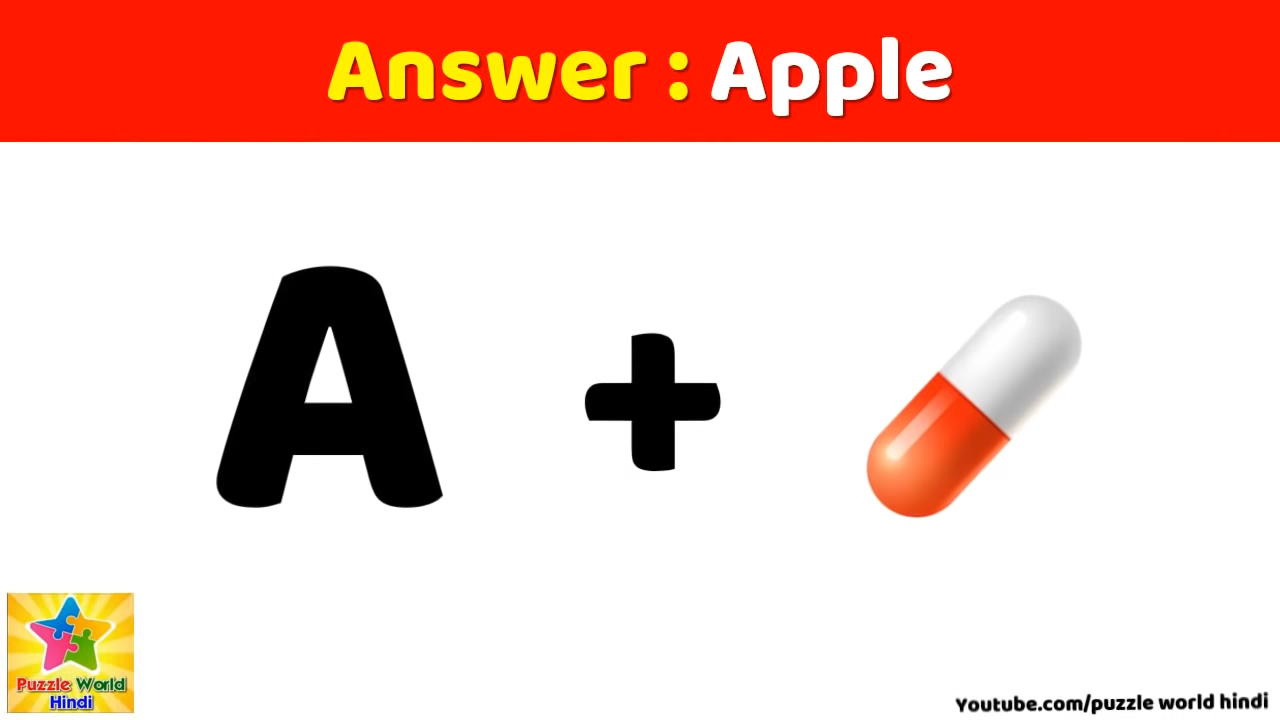 Answer : Apple
A +
Puzzle World
Hindi
Youtube.com/puzzle world hindi